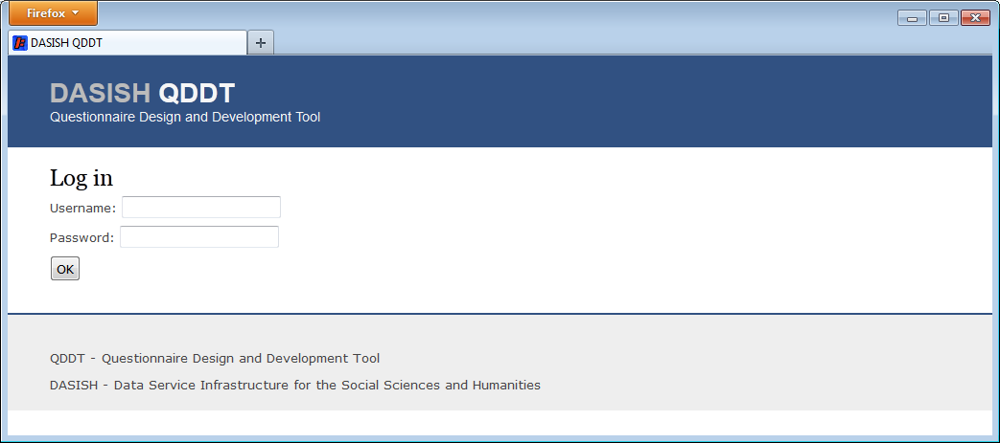 Firefox
DASISH QDDT
DASISH QDDT
Questionnaire Design and Development Tool
Log in
Username:
Password:
OK
QDDT - Questionnaire Design and Development Tool
DASISH - Data Service Infrastructure for the Social Sciences and Humanities